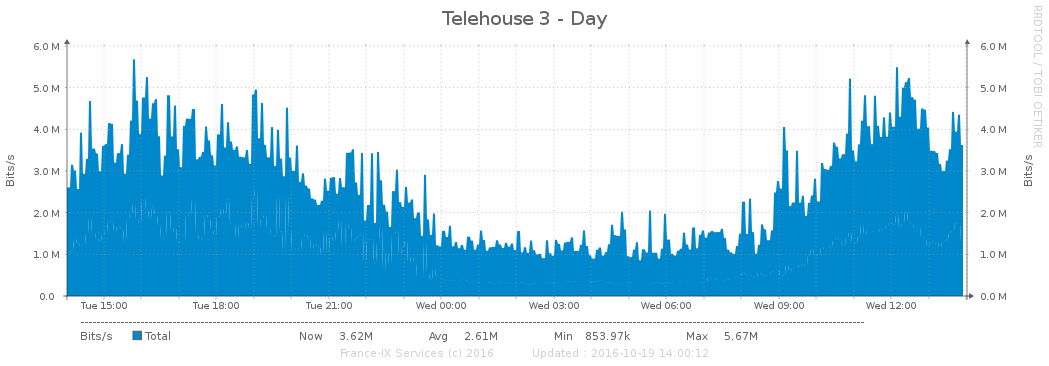 Telehouse 3 - Day
RRDTOOL / TOBI OETIKER
6.0 M 6.0 M
5.0 M 5.0 M
4.0 M 4.0 M
3.0 M 3.0 M
2.0 M 2.0 M
1.0 M 1.0 M
0.0 0.0 M
Bits/s
Bits/s
Tue 15:00 Tue 18:00 Tue 21:00 Wed 00:00 Wed 03:00 Wed 06:00 Wed 09:00 Wed 12:00
Bits/s Total Now 3.62M Avg 2.61M Min 853.97k Max 5.67M
France-IX Services (c) 2016 Updated : 2016-10-19 14:00:12